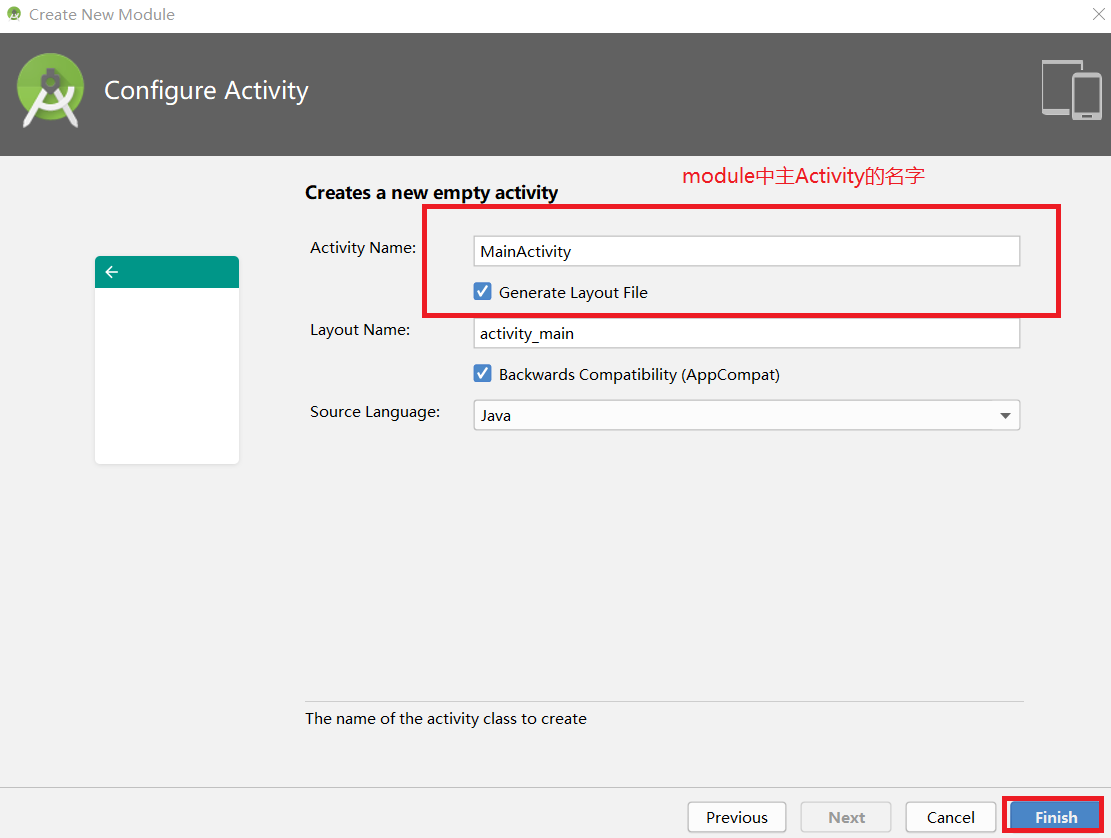 Create New Module
Configure Activity
module中主Activity的名字
Creates a new empty activity
Activity Name:
MainActivity
Generate Layout File
Layout Name:
activity_main
Backwards Compatibility (AppCompat)
Source Language:
Java
The name of the activity class to create
Previous
Next
Cancel
Finish